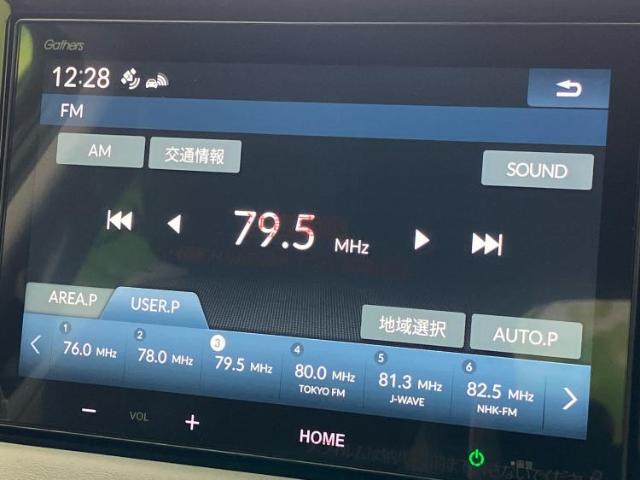 Gathers
12:28
FM
AM 交通情報 SOUND
79.5 MHz
AREA.P USER.P 地域選択 AUTO.P
1 2 3 4 5 6
76.0 MHz 78.0 MHz 79.5 MHz 80.0 MHz 81.3 MHz 82.5 MHz
TOKYO FM J-WAVE NHK-FM
− VOL + HOME